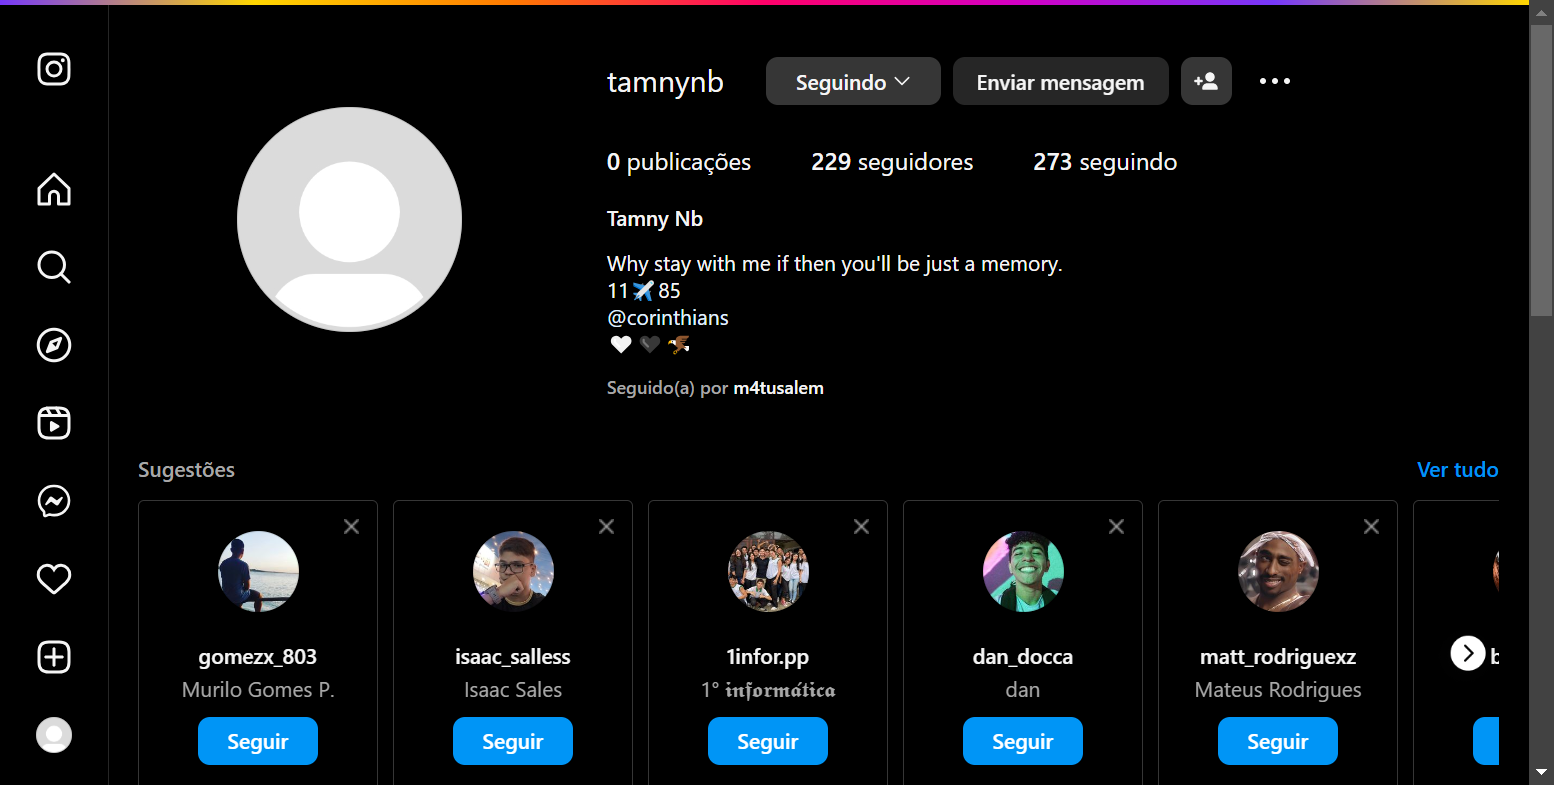 tamnynb Seguindo Enviar mensagem
0 publicações 229 seguidores 273 seguindo
Tamny Nb
Why stay with me if then you'll be just a memory.
11✈️85
@corinthians
🤍🖤🦅
Seguido(a) por m4tusalem
Sugestões Ver tudo
gomezx_803 isaac_salless 1infor.pp dan_docca matt_rodriguexz b
Murilo Gomes P. Isaac Sales 1° 𝖎𝖓𝖋𝖔𝖗𝖒á𝖙𝖎𝖈𝖆 dan Mateus Rodrigues
Seguir Seguir Seguir Seguir Seguir